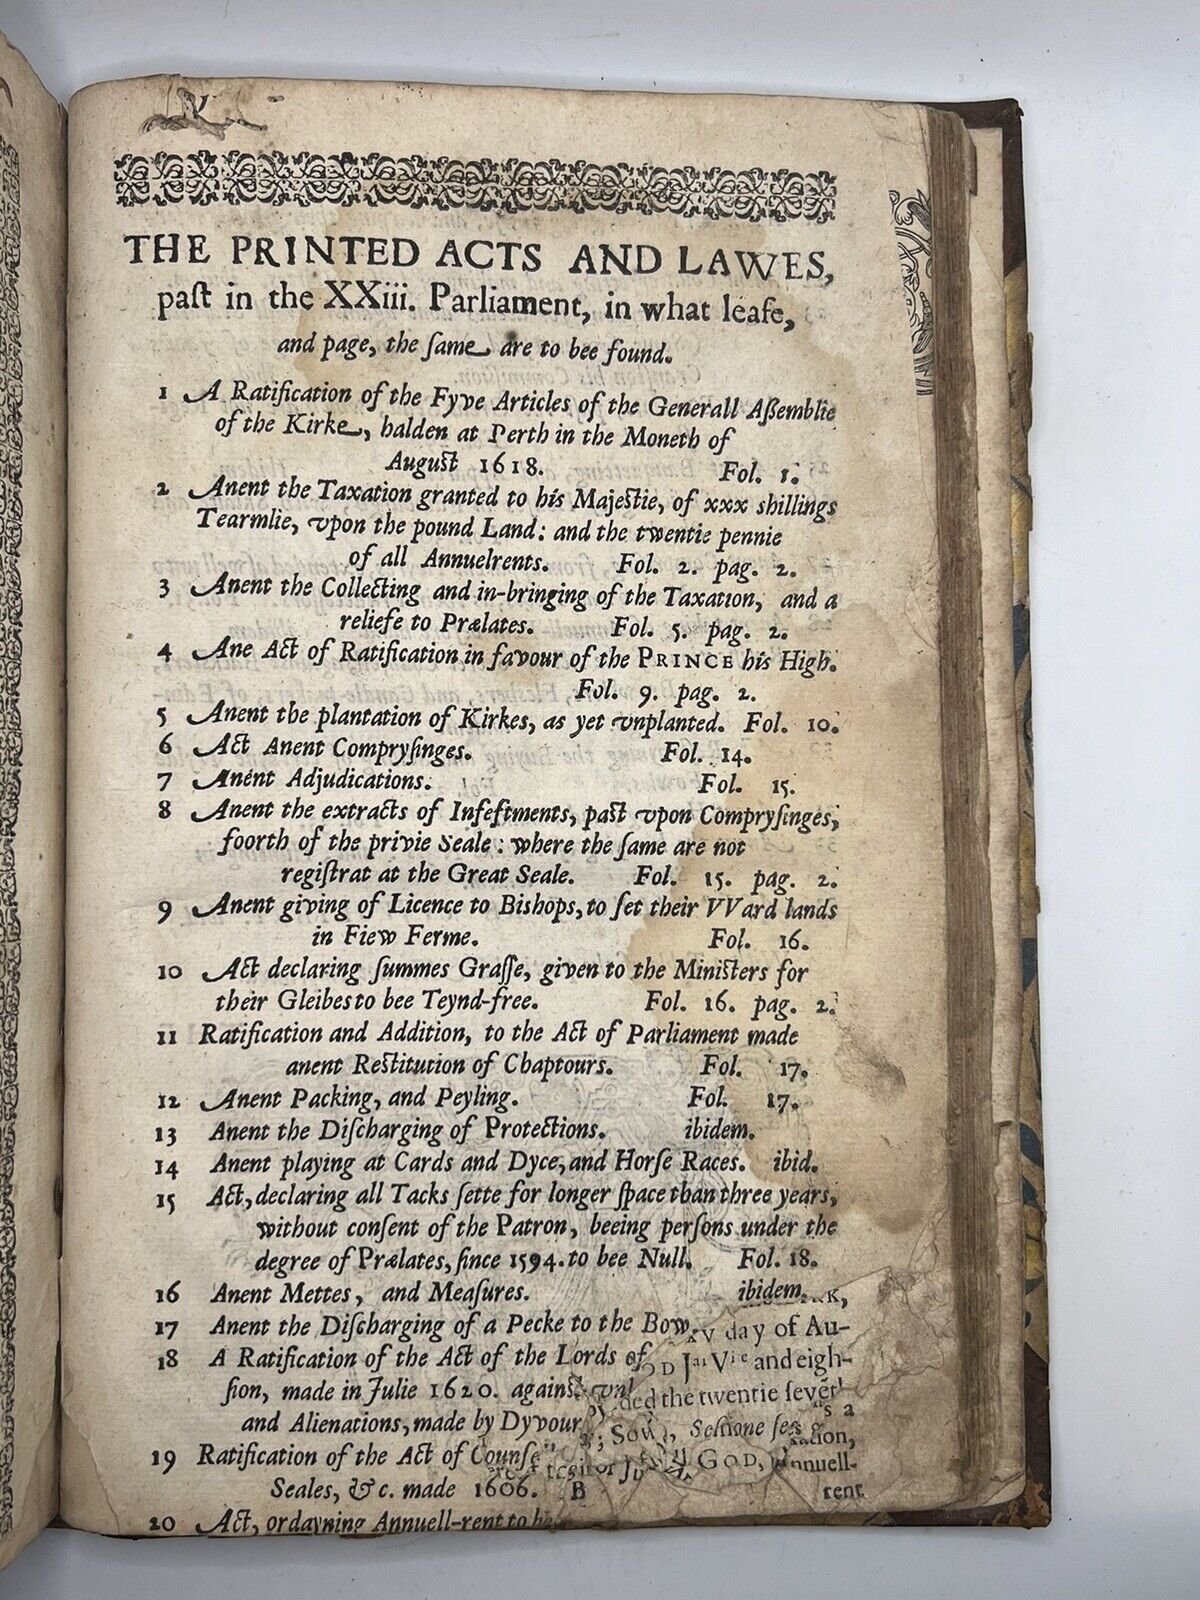 THE PRINTED ACTS AND LAWES,
paſt in the XXiii. Parliament, in what leafe,
and page, the ſame are to bee found.
1 A Ratification of the Fyve Articles of the Generall Aßemblie
of the Kirke, halden at Perth in the Moneth of
August 1618. Fol. 1.
2 Anent the Taxation granted to his Majestie, of xxx shillings
Tearmlie, vpon the pound Land: and the twentie pennie
of all Annuelrents. Fol. 2. pag. 2.
3 Anent the Collecting and in-bringing of the Taxation, and a
reliefe to Prælates. Fol. 5. pag. 2.
4 Ane Act of Ratification in favour of the PRINCE his High.
Fol. 9. pag. 2.
5 Anent the plantation of Kirkes, as yet vnplanted. Fol. 10.
6 Act Anent Compryſinges. Fol. 14.
7 Anent Adjudications. Fol. 15.
8 Anent the extracts of Infeftments, past vpon Compryſinges,
foorth of the privie Seale: where the ſame are not
regiſtrat at the Great Seale. Fol. 15. pag. 2.
9 Anent giving of Licence to Bishops, to ſet their VVard lands
in Fiew Ferme. Fol. 16.
10 Act declaring ſummes Graſſe, given to the Ministers for
their Gleibes to bee Teynd-free. Fol. 16. pag. 2.
11 Ratification and Addition, to the Act of Parliament made
anent Restitution of Chaptours. Fol. 17.
12 Anent Packing, and Peyling. Fol. 17.
13 Anent the Diſcharging of Protections. ibidem.
14 Anent playing at Cards and Dyce, and Horſe Races. ibid.
15 Act, declaring all Tacks ſette for longer ſpace than three years,
without conſent of the Patron, beeing perſons under the
degree of Prælates, ſince 1594. to bee Null. Fol. 18.
16 Anent Mettes, and Meaſures. ibidem.
17 Anent the Diſcharging of a Pecke to the Bow. day of Au-
18 A Ratification of the Act of the Lords of and eigh-
ſion, made in Julie 1620. against the twentie
and Alienations, made by Dyvour
19 Ratification of the Act of GOD, Annuell-
Seales, & c. made 1606. B rent
20 Act, ordayning Annuell-rent to